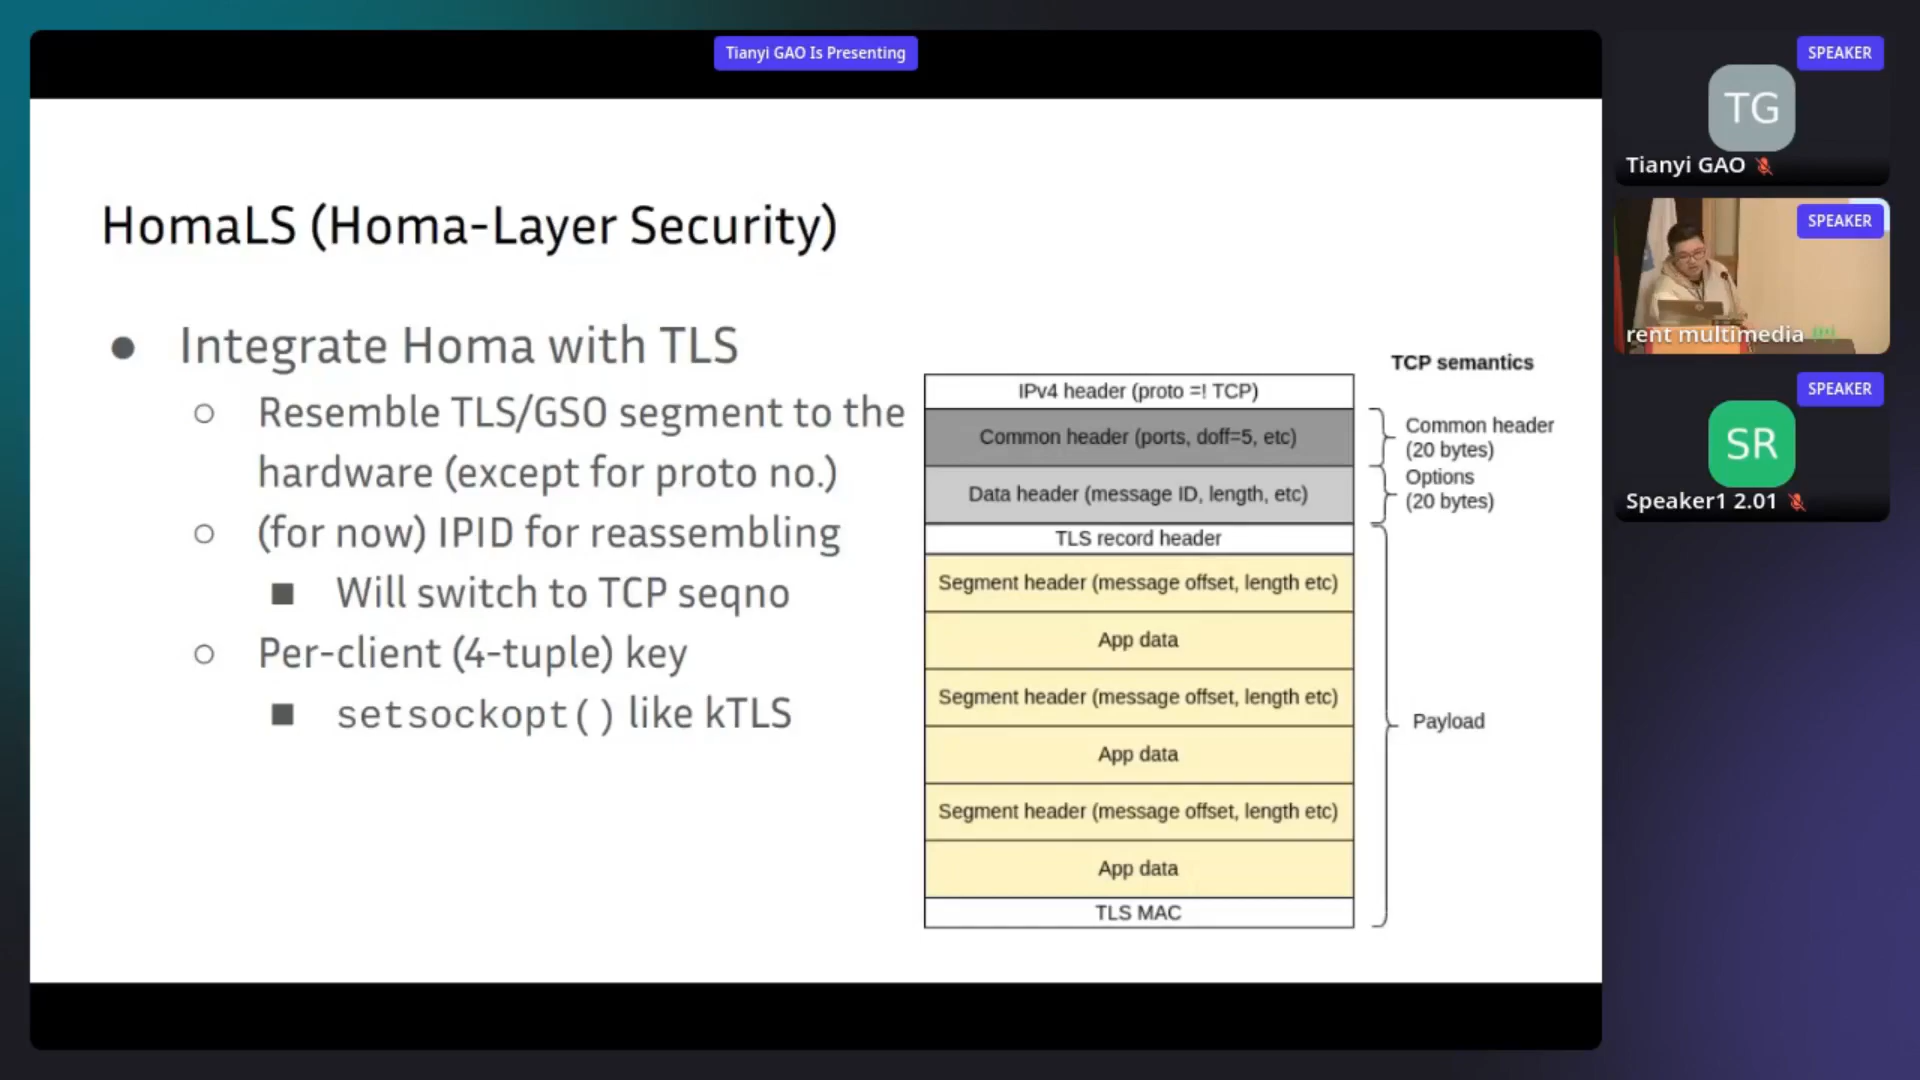 Tianyi GAO Is Presenting
HomaLS (Homa-Layer Security)
● Integrate Homa with TLS
○ Resemble TLS/GSO segment to the
hardware (except for proto no.)
○ (for now) IPID for reassembling
■ Will switch to TCP seqno
○ Per-client (4-tuple) key
■ setsockopt() like kTLS
TCP semantics
IPv4 header (proto =! TCP)
Common header (ports, doff=5, etc)
Common header
(20 bytes)
Data header (message ID, length, etc)
Options
(20 bytes)
TLS record header
Segment header (message offset, length etc)
App data
Segment header (message offset, length etc)
Payload
App data
Segment header (message offset, length etc)
App data
TLS MAC
SPEAKER
TG
Tianyi GAO
SPEAKER
rent multimedia
SPEAKER
SR
Speaker1 2.01